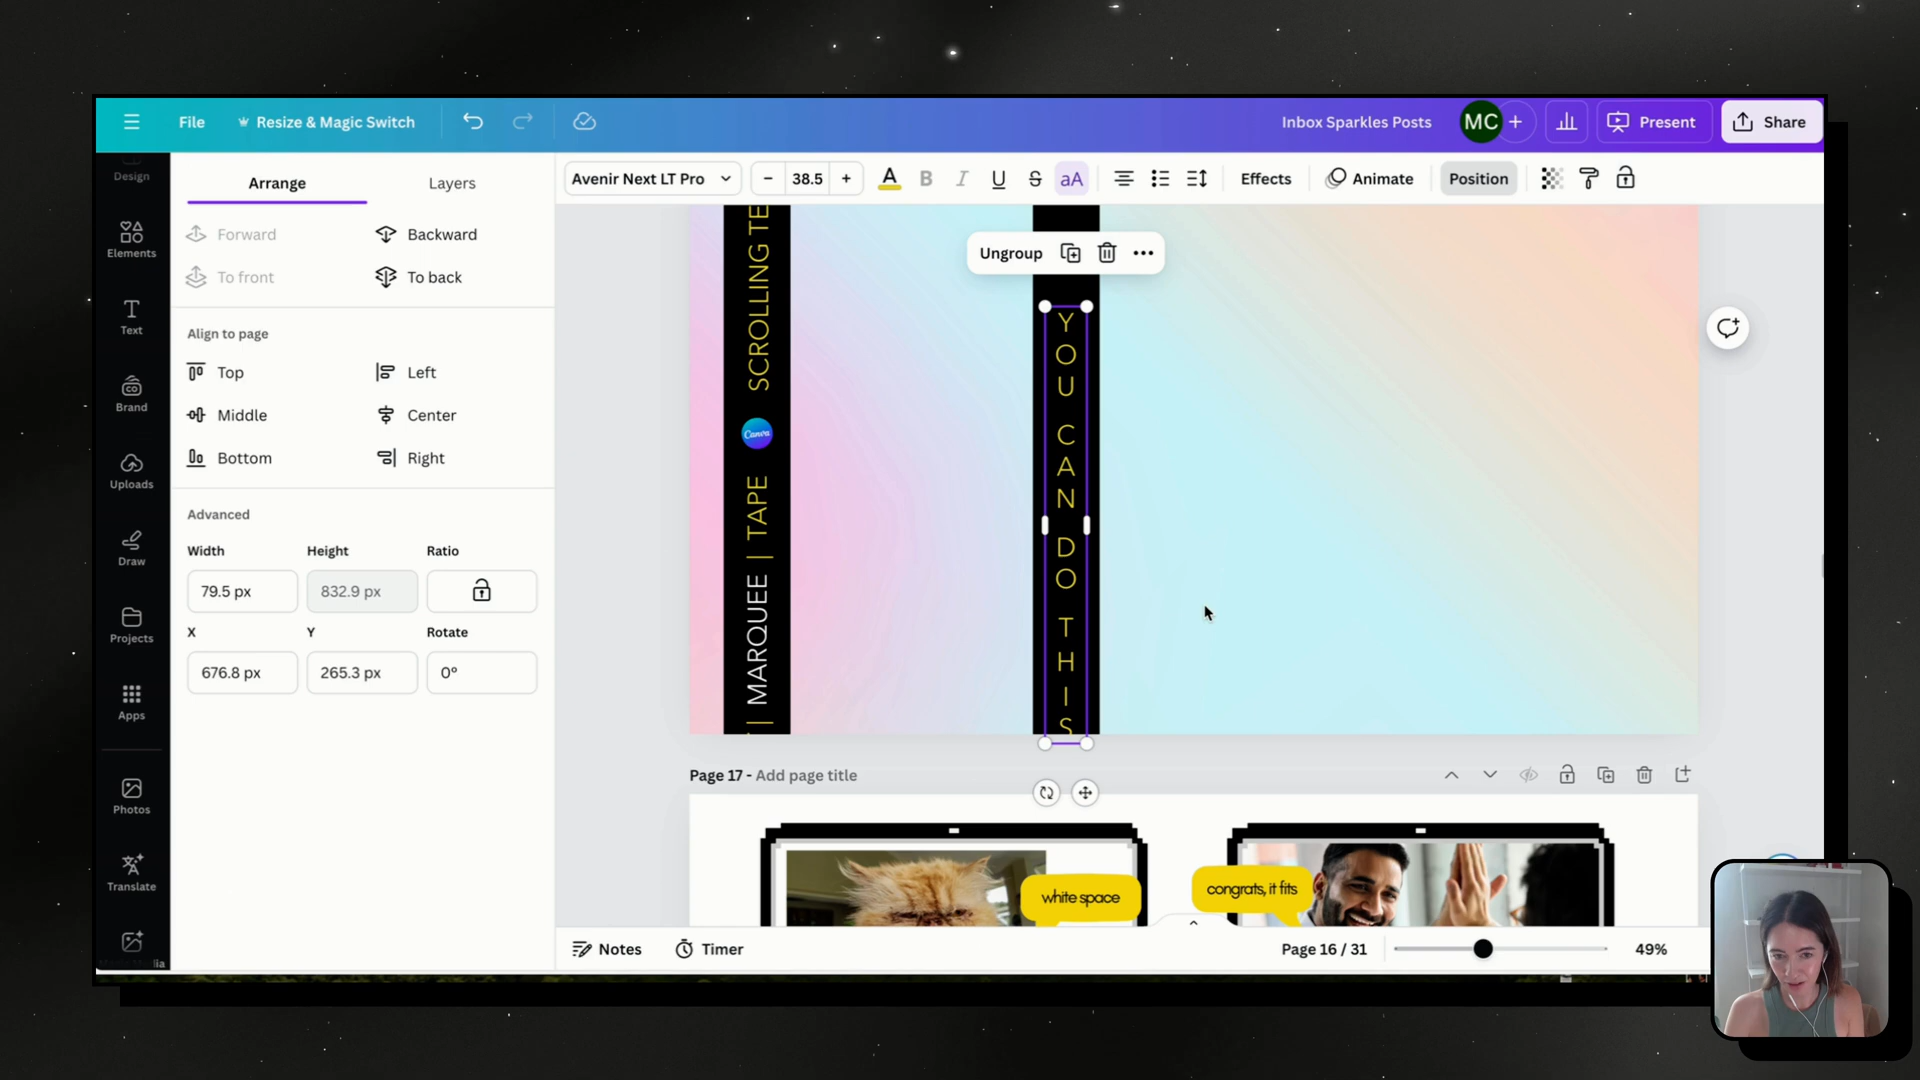 File
Resize & Magic Switch
Inbox Sparkles Posts
MC
Present
Share
Design
Elements
Text
Brand
Uploads
Draw
Projects
Apps
Photos
Translate
Arrange
Layers
Forward
Backward
To front
To back
Align to page
Top
Left
Middle
Center
Bottom
Right
Advanced
Width
Height
Ratio
79.5 px
832.9 px
X
Y
Rotate
676.8 px
265.3 px
0°
Avenir Next LT Pro
− 38.5 +
A B I U S aA
Effects
Animate
Position
Ungroup
SCROLLING TE
Canva
| MARQUEE | TAPE
YOU CAN DO THIS
Page 17 - Add page title
white space
congrats, it fits
Notes
Timer
Page 16 / 31
49%